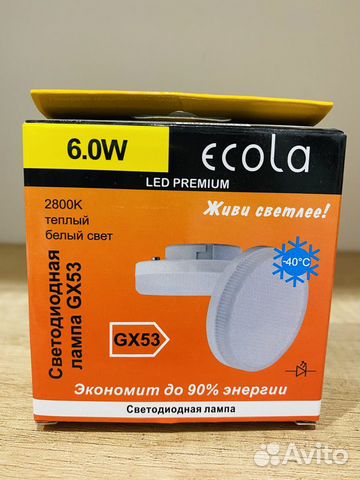 6.0W
ecola
LED PREMIUM
2800K
теплый
белый свет
Живи светлее!
-40°C
Светодиодная
лампа GX53
GX53
Экономит до 90% энергии
Светодиодная лампа
Avito